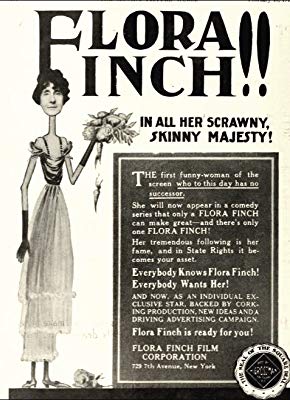 FLORA
FINCH!!
IN ALL HER SCRAWNY,
SKINNY MAJESTY!
THE first funny-woman of the
screen who to this day has no
successor.
She will now appear in a comedy
series that only a FLORA FINCH
can make great—and there's only
one FLORA FINCH!
Her tremendous following is her
fame, and in State Rights it be-
comes your asset.
Everybody Knows Flora Finch!
Everybody Wants Her!
AND NOW, AS AN INDIVIDUAL EX-
CLUSIVE STAR, BACKED BY CORK-
ING PRODUCTION, NEW IDEAS AND A
DRIVING ADVERTISING CAMPAIGN.
Flora Finch is ready for you!
FLORA FINCH FILM
CORPORATION
729 7th Avenue, New York
THE SEAL OF THE SQUARE